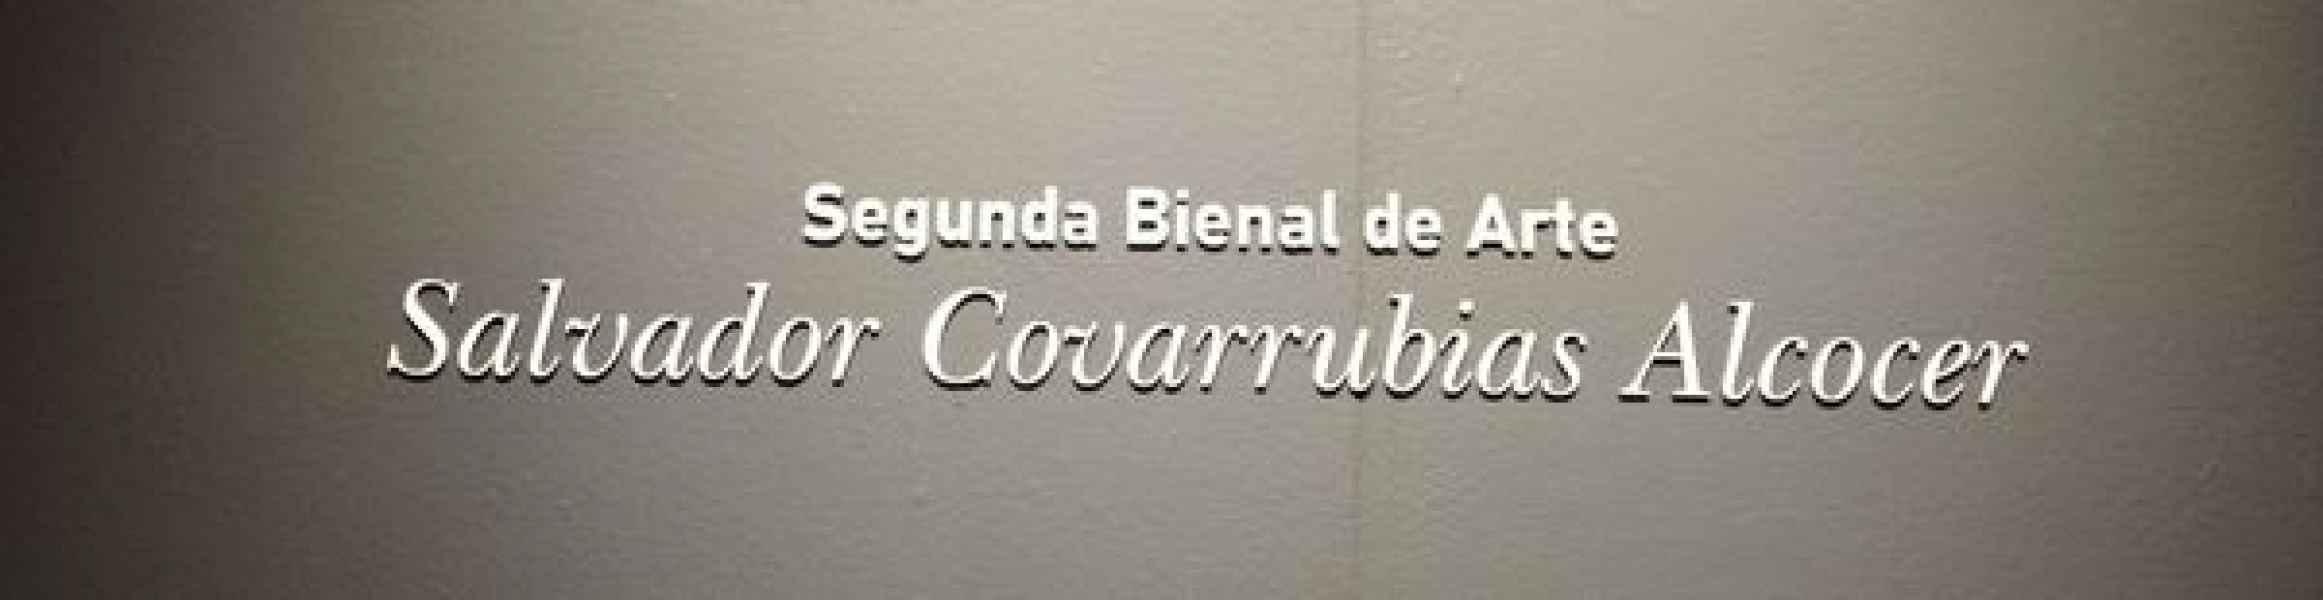 Segunda Bienal de Arte
Salvador Covarrubias Alcocer